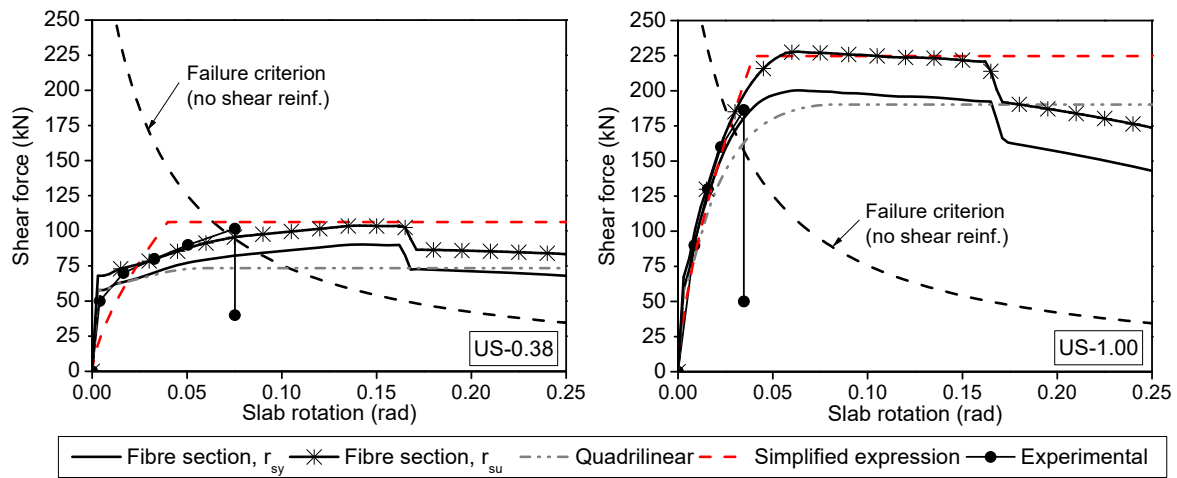 250
200
150
100
50
0
225
175
125
75
25
Shear force (kN)
Failure criterion
(no shear reinf.)
US-0.38
0.00 0.05 0.10 0.15 0.20 0.25
Slab rotation (rad)
250
225
200
175
150
125
100
75
50
25
0
Shear force (kN)
Failure criterion
(no shear reinf.)
US-1.00
0.00 0.05 0.10 0.15 0.20 0.25
Slab rotation (rad)
Fibre section, r_sy Fibre section, r_su Quadrilinear Simplified expression Experimental